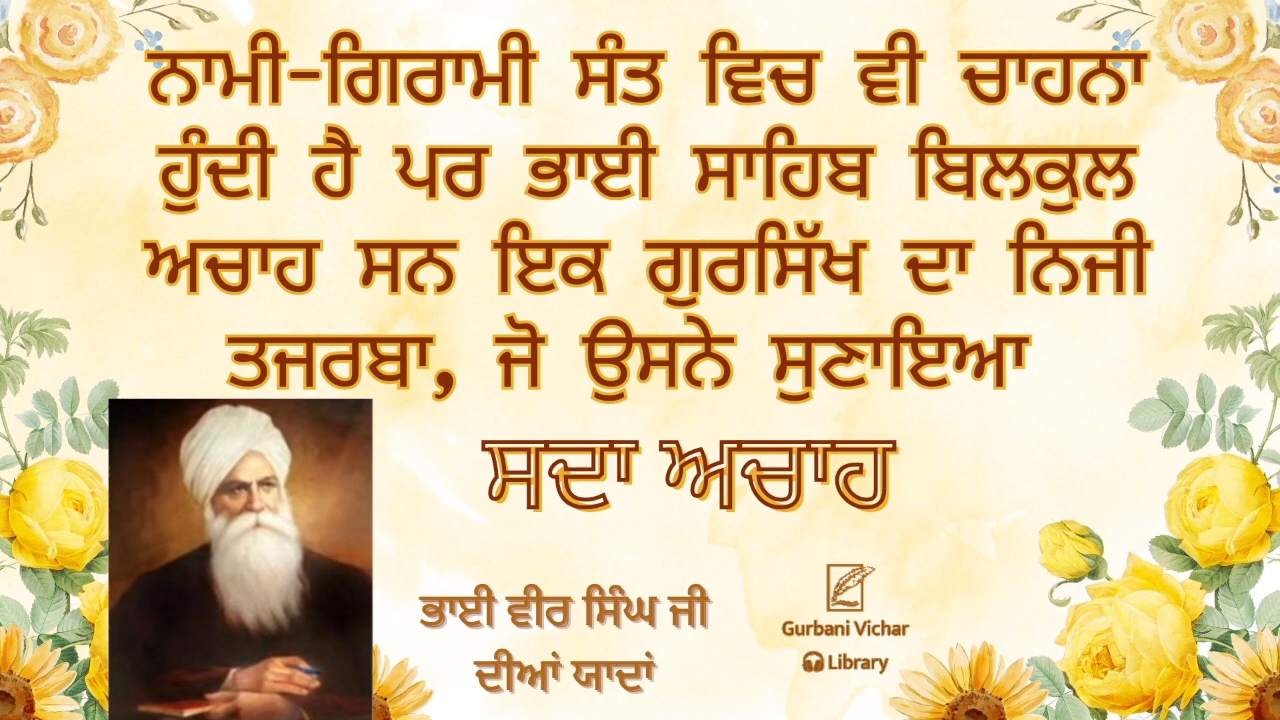 ਨਾਮੀ-ਗਿਰਾਮੀ ਸੰਤ ਵਿਚ ਵੀ ਚਾਹਨਾ
ਹੁੰਦੀ ਹੈ ਪਰ ਭਾਈ ਸਾਹਿਬ ਬਿਲਕੁਲ
ਅਚਾਹ ਸਨ ਇਕ ਗੁਰਸਿੱਖ ਦਾ ਨਿਜੀ
ਤਜਰਬਾ, ਜੋ ਉਸਨੇ ਸੁਣਾਇਆ
ਸਦਾ ਅਚਾਹ
ਭਾਈ ਵੀਰ ਸਿੰਘ ਜੀ
ਦੀਆਂ ਯਾਦਾਂ
Gurbani Vichar
Library